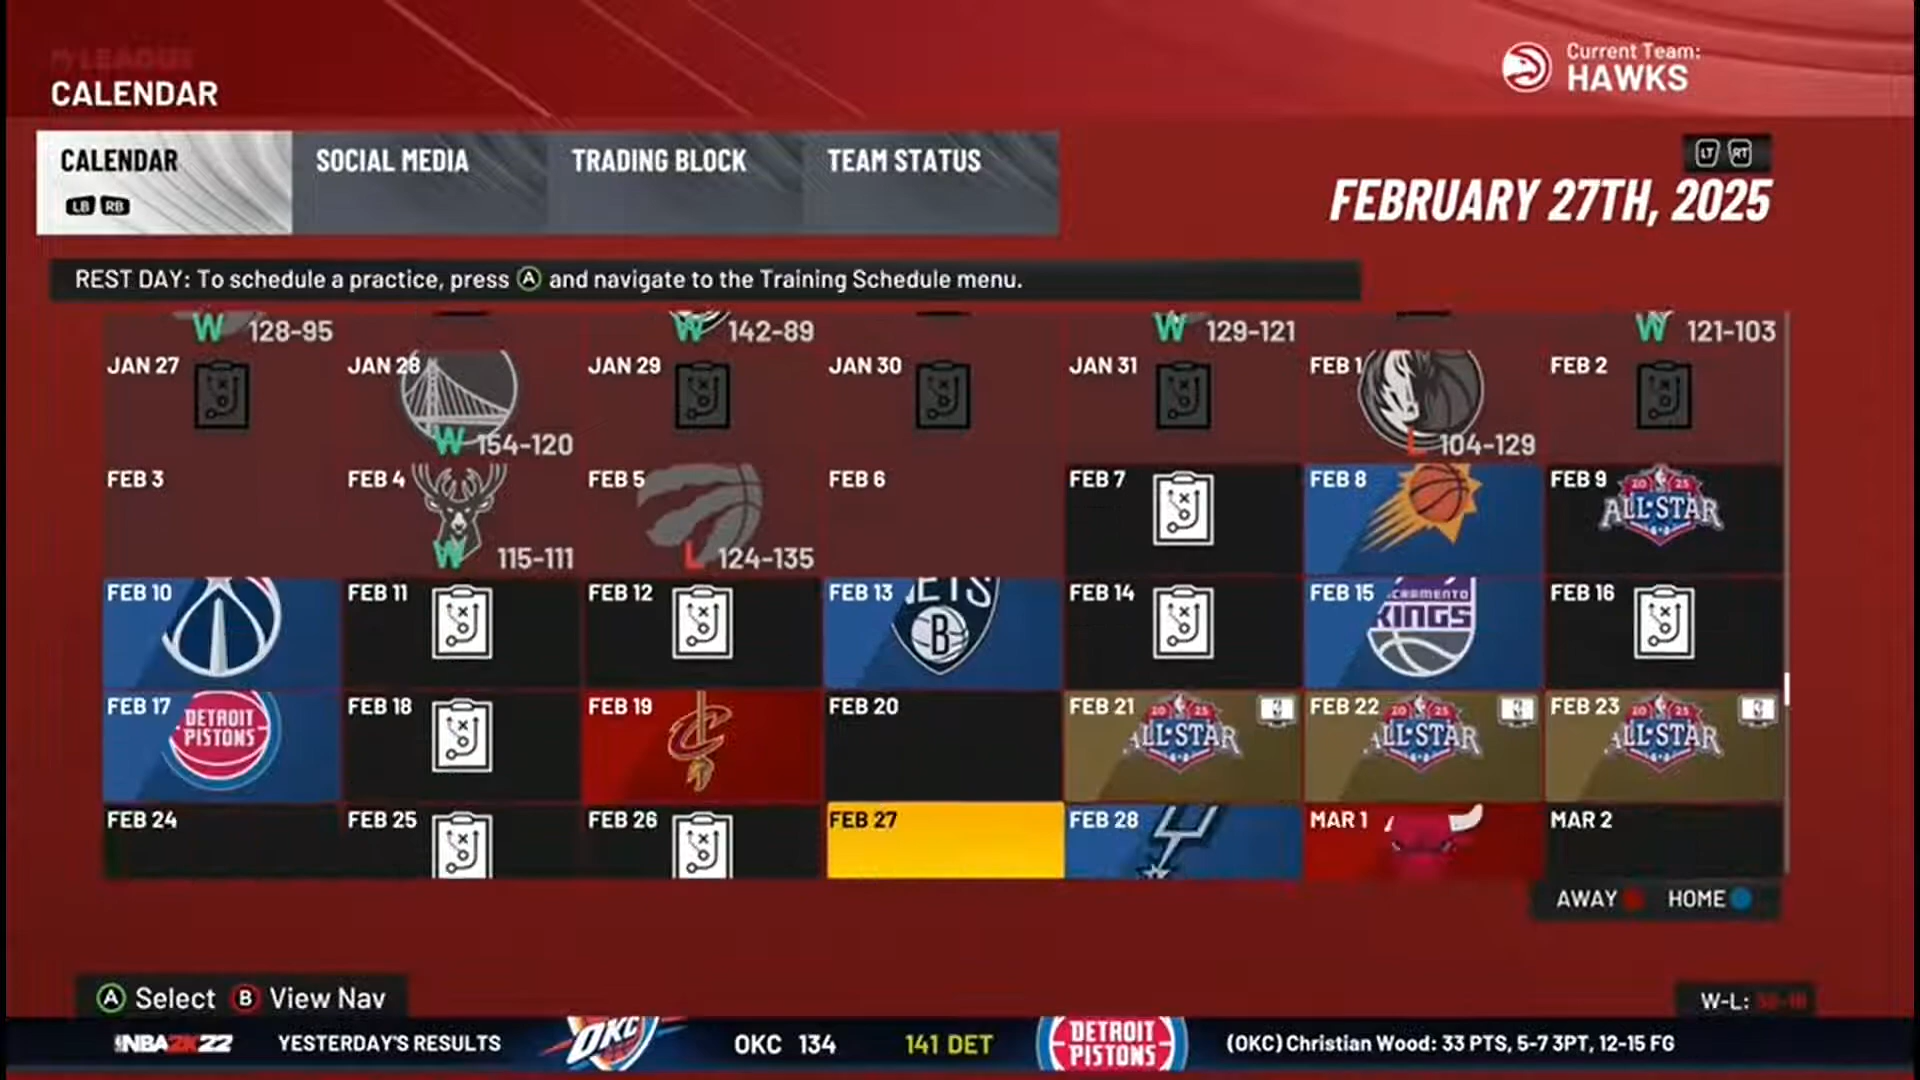 LEAGUE
CALENDAR
Current Team:
HAWKS
CALENDAR
LB RB
SOCIAL MEDIA
TRADING BLOCK
TEAM STATUS
LT RT
FEBRUARY 27TH, 2025
REST DAY: To schedule a practice, press A and navigate to the Training Schedule menu.
W 128-95
W 142-89
W 129-121
W 121-103
JAN 27
JAN 28
W 154-120
JAN 29
JAN 30
JAN 31
FEB 1
L 104-129
FEB 2
FEB 3
FEB 4
W 115-111
FEB 5
L 124-135
FEB 6
FEB 7
FEB 8
FEB 9
2025
ALL-STAR
FEB 10
FEB 11
FEB 12
FEB 13
ETS
B
FEB 14
FEB 15
CRAMENTO
KINGS
FEB 16
FEB 17
DETROIT
PISTONS
FEB 18
FEB 19
C
FEB 20
FEB 21
2025
ALL-STAR
FEB 22
2025
ALL-STAR
FEB 23
2025
ALL-STAR
FEB 24
FEB 25
FEB 26
FEB 27
FEB 28
MAR 1
MAR 2
AWAY HOME
A Select B View Nav
W-L:
NBA2K22 YESTERDAY'S RESULTS OKC OKC 134 141 DET DETROIT PISTONS (OKC) Christian Wood: 33 PTS, 5-7 3PT, 12-15 FG